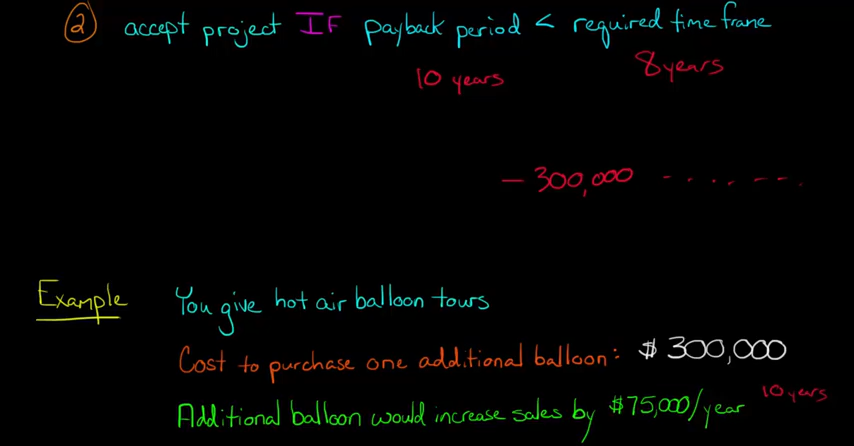 2 accept project IF payback period < required time frame
10 years 8 years
- 300,000 - . . . - - .
Example You give hot air balloon tours
Cost to purchase one additional balloon: $300,000
Additional balloon would increase sales by $75,000/year 10 years